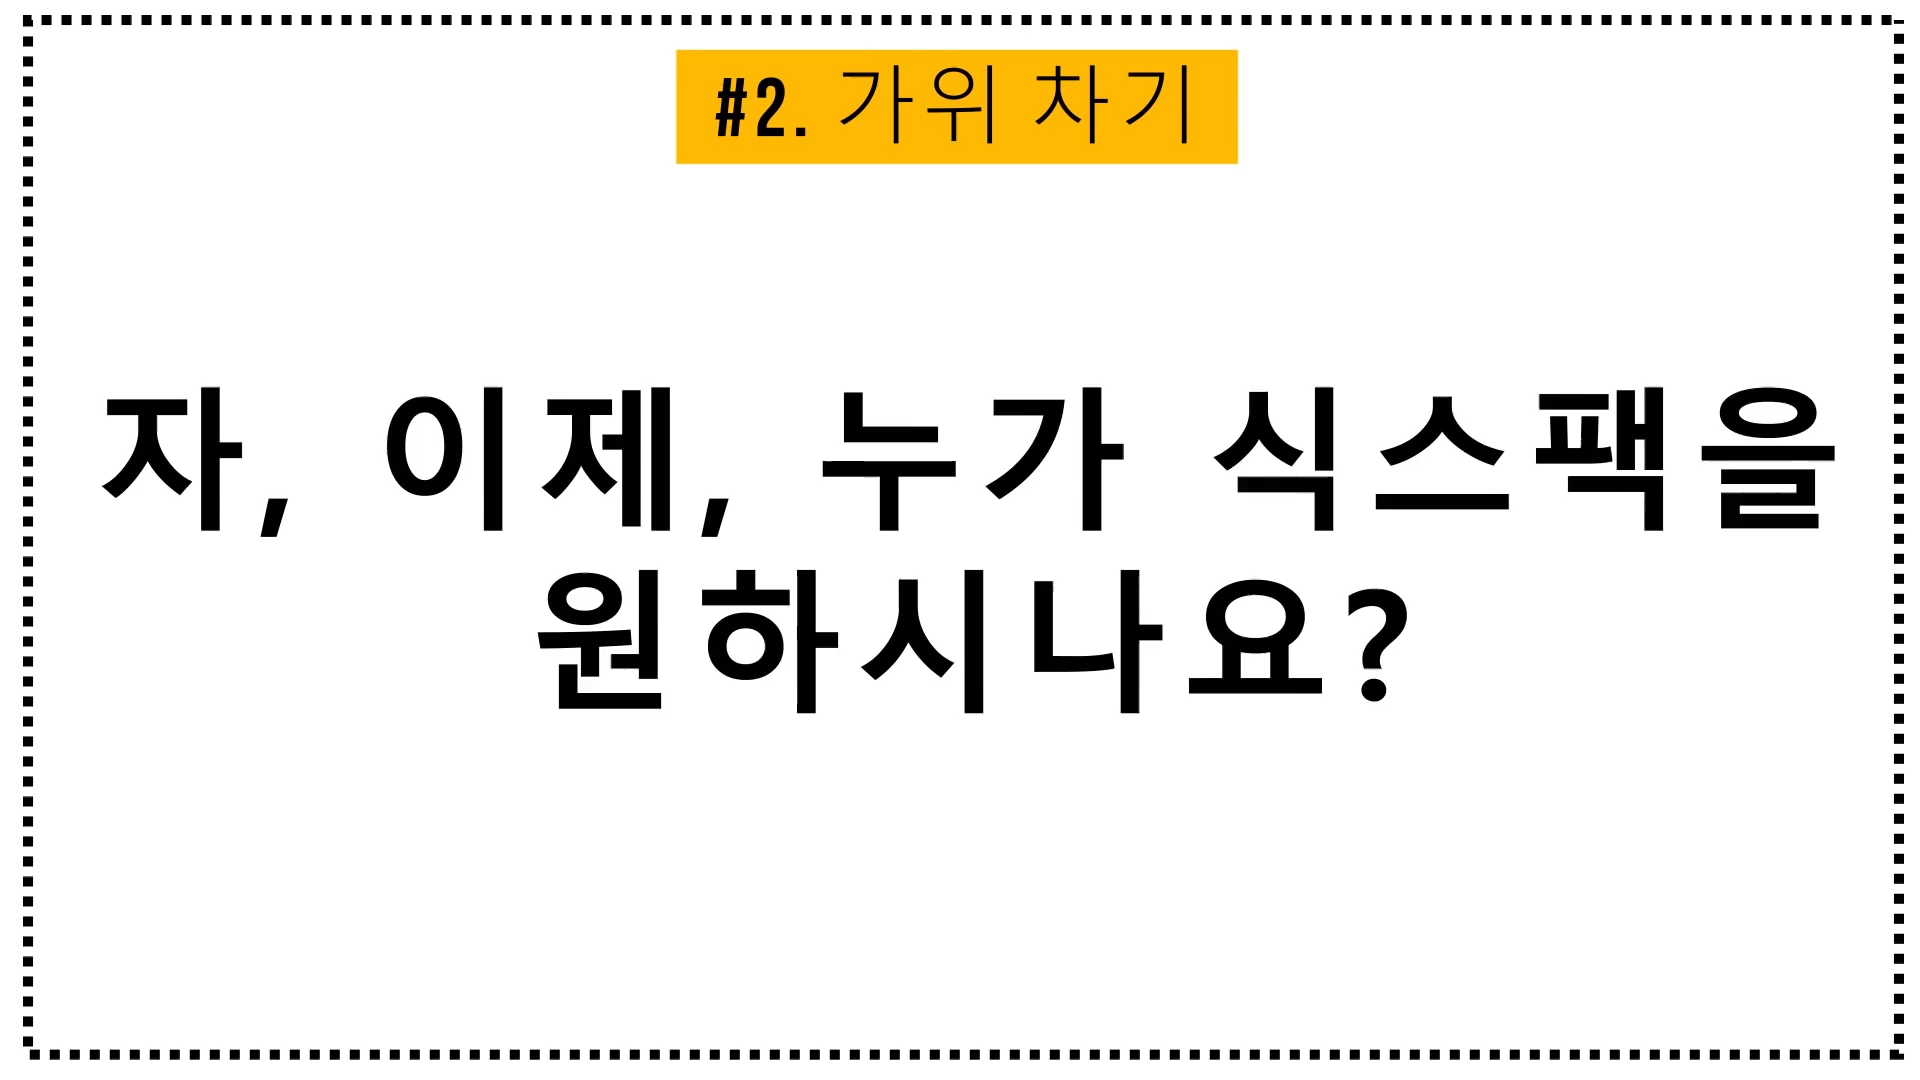 #2. 가위 차기
자, 이제, 누가 식스팩을
원하시나요?